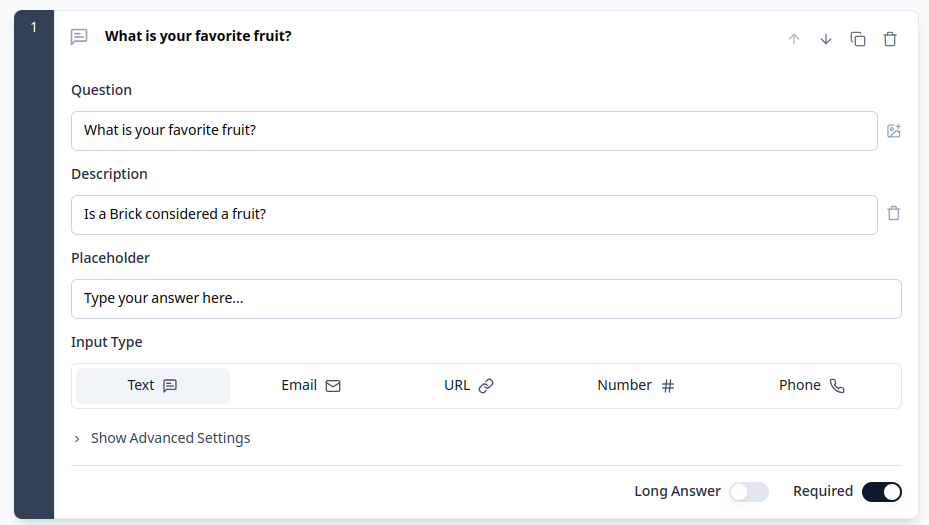 1
What is your favorite fruit?
Question
What is your favorite fruit?
Description
Is a Brick considered a fruit?
Placeholder
Type your answer here...
Input Type
Text Email URL Number Phone
Show Advanced Settings
Long Answer Required